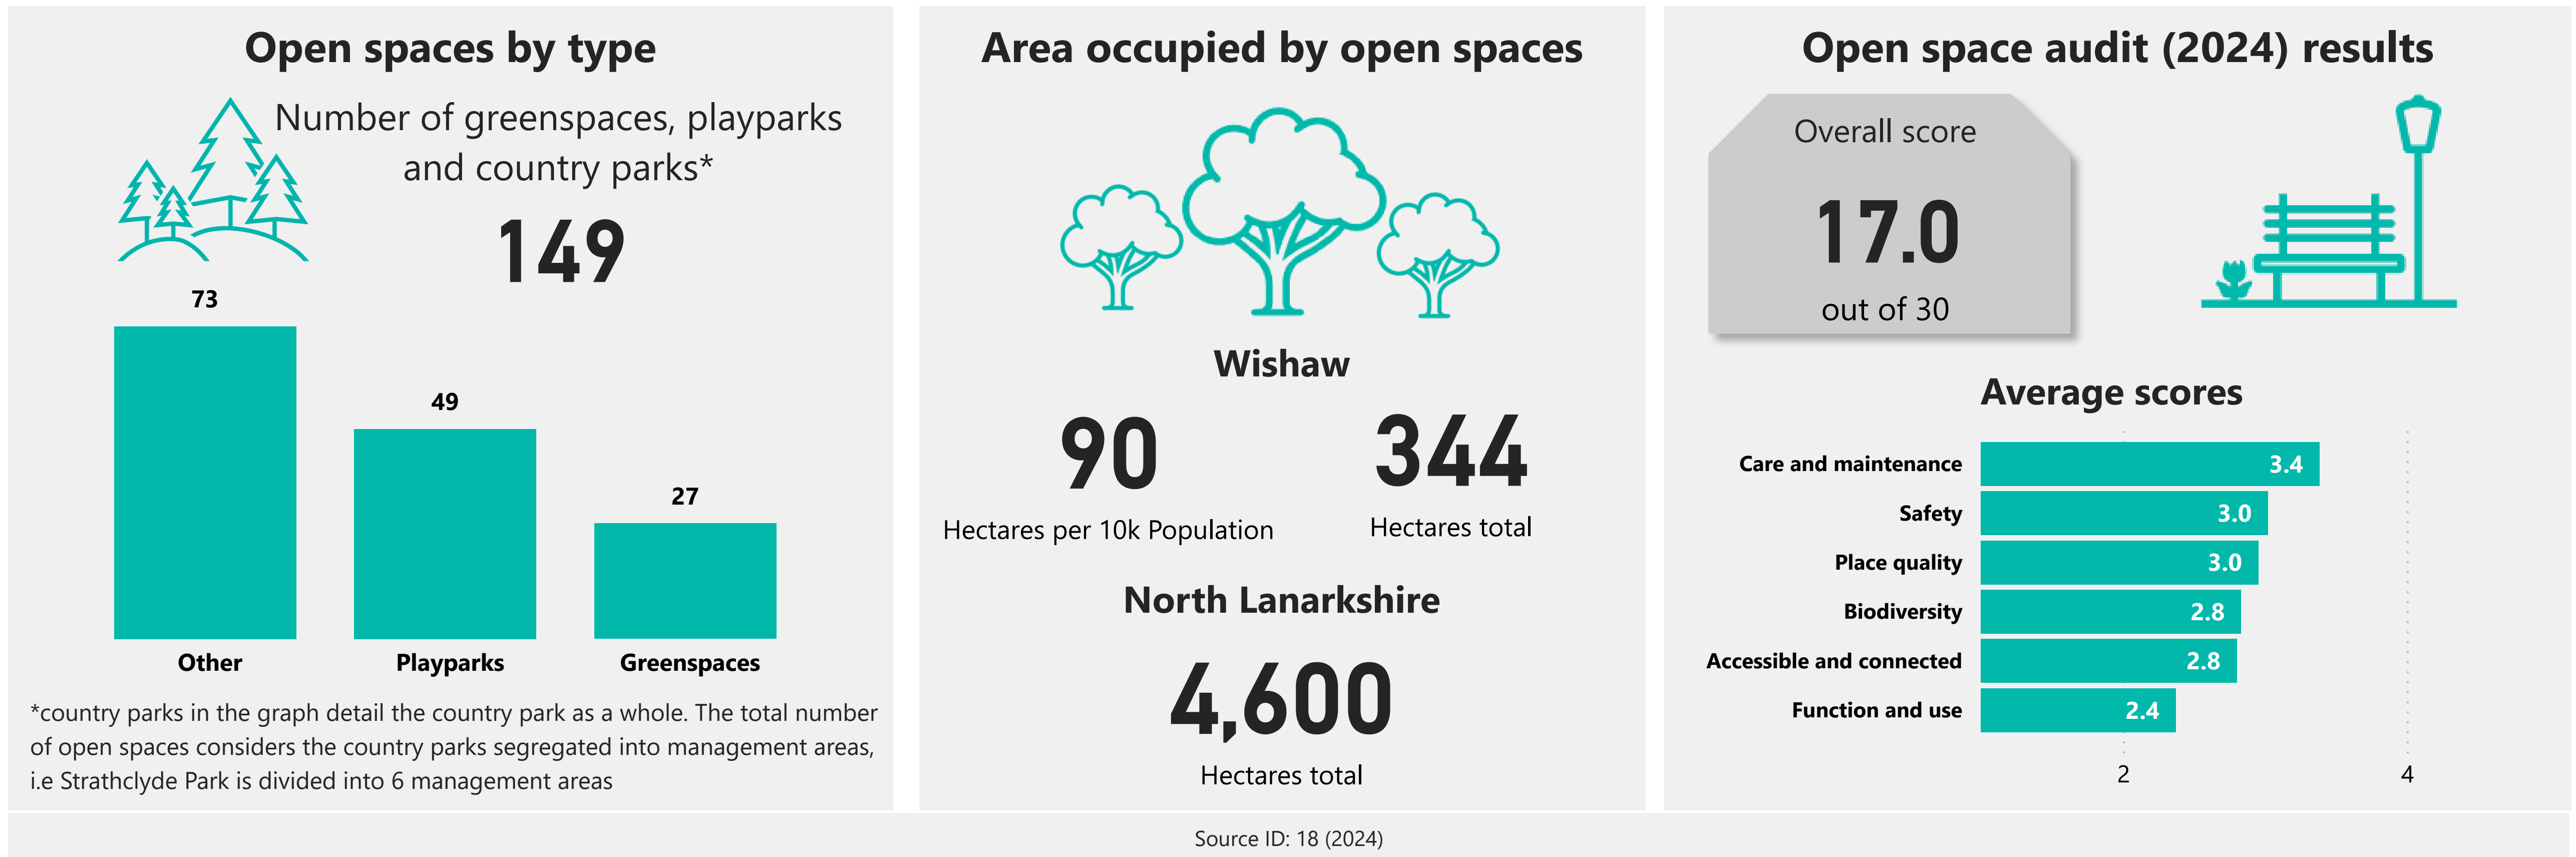 Open spaces by type
Number of greenspaces, playparks
and country parks*
149
73
49
27
Other
Playparks
Greenspaces
*country parks in the graph detail the country park as a whole. The total number
of open spaces considers the country parks segregated into management areas,
i.e Strathclyde Park is divided into 6 management areas
Area occupied by open spaces
Wishaw
90
Hectares per 10k Population
344
Hectares total
North Lanarkshire
4,600
Hectares total
Open space audit (2024) results
Overall score
17.0
out of 30
Average scores
Care and maintenance 3.4
Safety 3.0
Place quality 3.0
Biodiversity 2.8
Accessible and connected 2.8
Function and use 2.4
2 4
Source ID: 18 (2024)